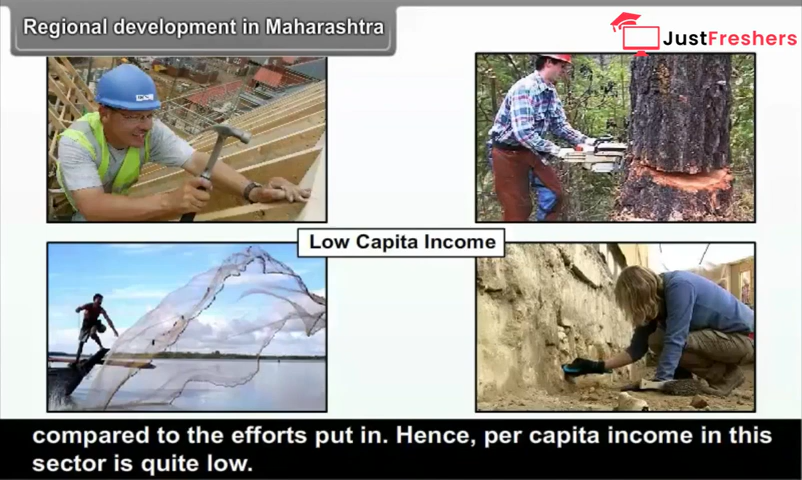 Regional development in Maharashtra
JustFreshers
Low Capita Income
compared to the efforts put in. Hence, per capita income in this
sector is quite low.